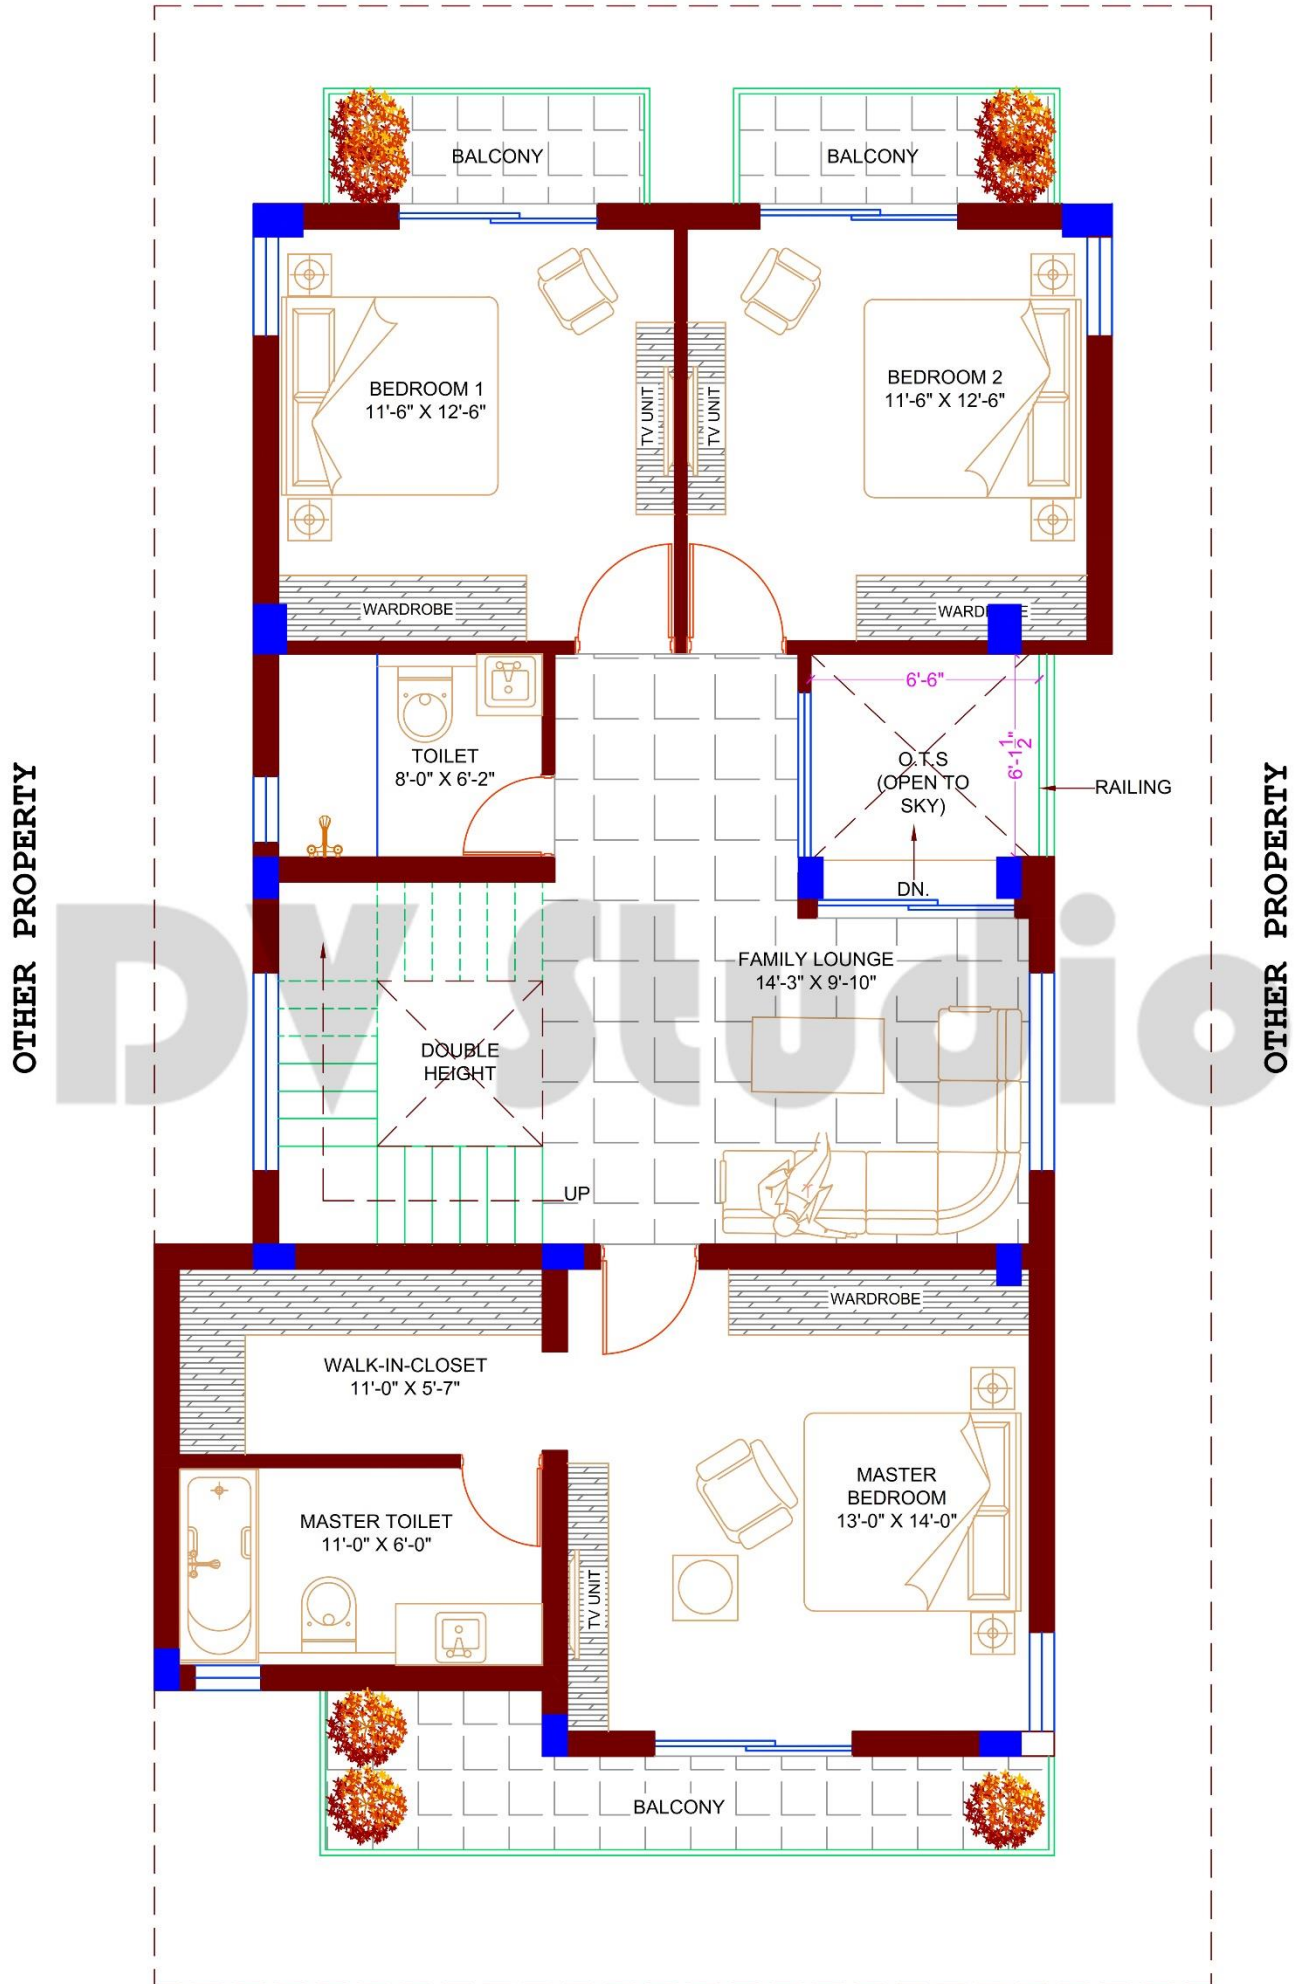 BALCONY
BALCONY
BEDROOM 1
11'-6" X 12'-6"
BEDROOM 2
11'-6" X 12'-6"
TV UNIT
TV UNIT
WARDROBE
6'-6"
6'-1 1/2"
TOILET
8'-0" X 6'-2"
O.T.S
(OPEN TO
SKY)
RAILING
DN.
OTHER PROPERTY
OTHER PROPERTY
DV Studio
FAMILY LOUNGE
14'-3" X 9'-10"
DOUBLE
HEIGHT
UP
WARDROBE
WALK-IN-CLOSET
11'-0" X 5'-7"
MASTER
BEDROOM
13'-0" X 14'-0"
MASTER TOILET
11'-0" X 6'-0"
TV UNIT
BALCONY